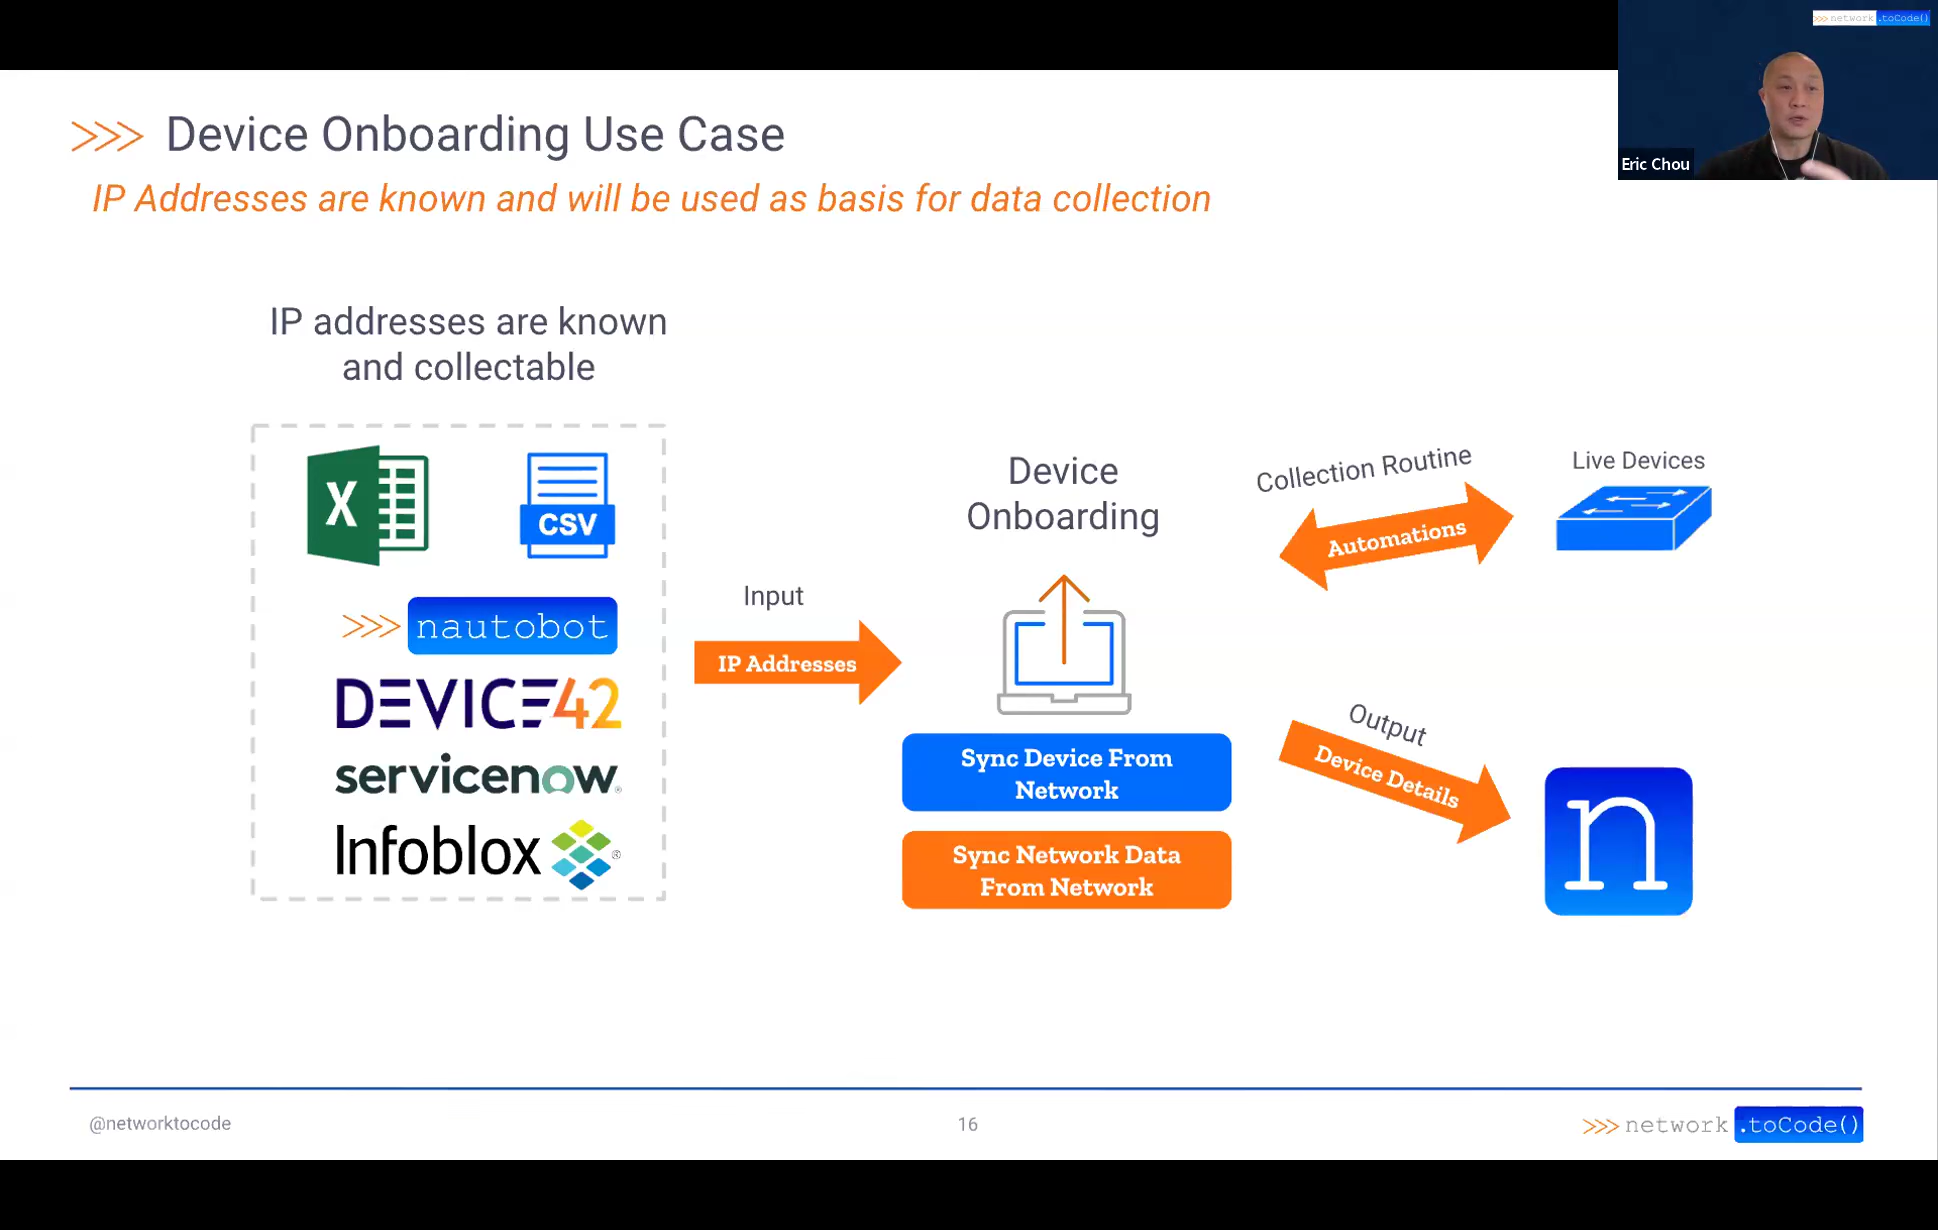 >>> network .toCode()
Eric Chou
>>> Device Onboarding Use Case
IP Addresses are known and will be used as basis for data collection
IP addresses are known
and collectable
X
CSV
>>> nautobot
DEVICE42
servicenow®
Infoblox®
Input
IP Addresses
Device
Onboarding
Sync Device From
Network
Sync Network Data
From Network
Collection Routine
Automations
Live Devices
Output
Device Details
n
@networktocode
16
>>> network .toCode()